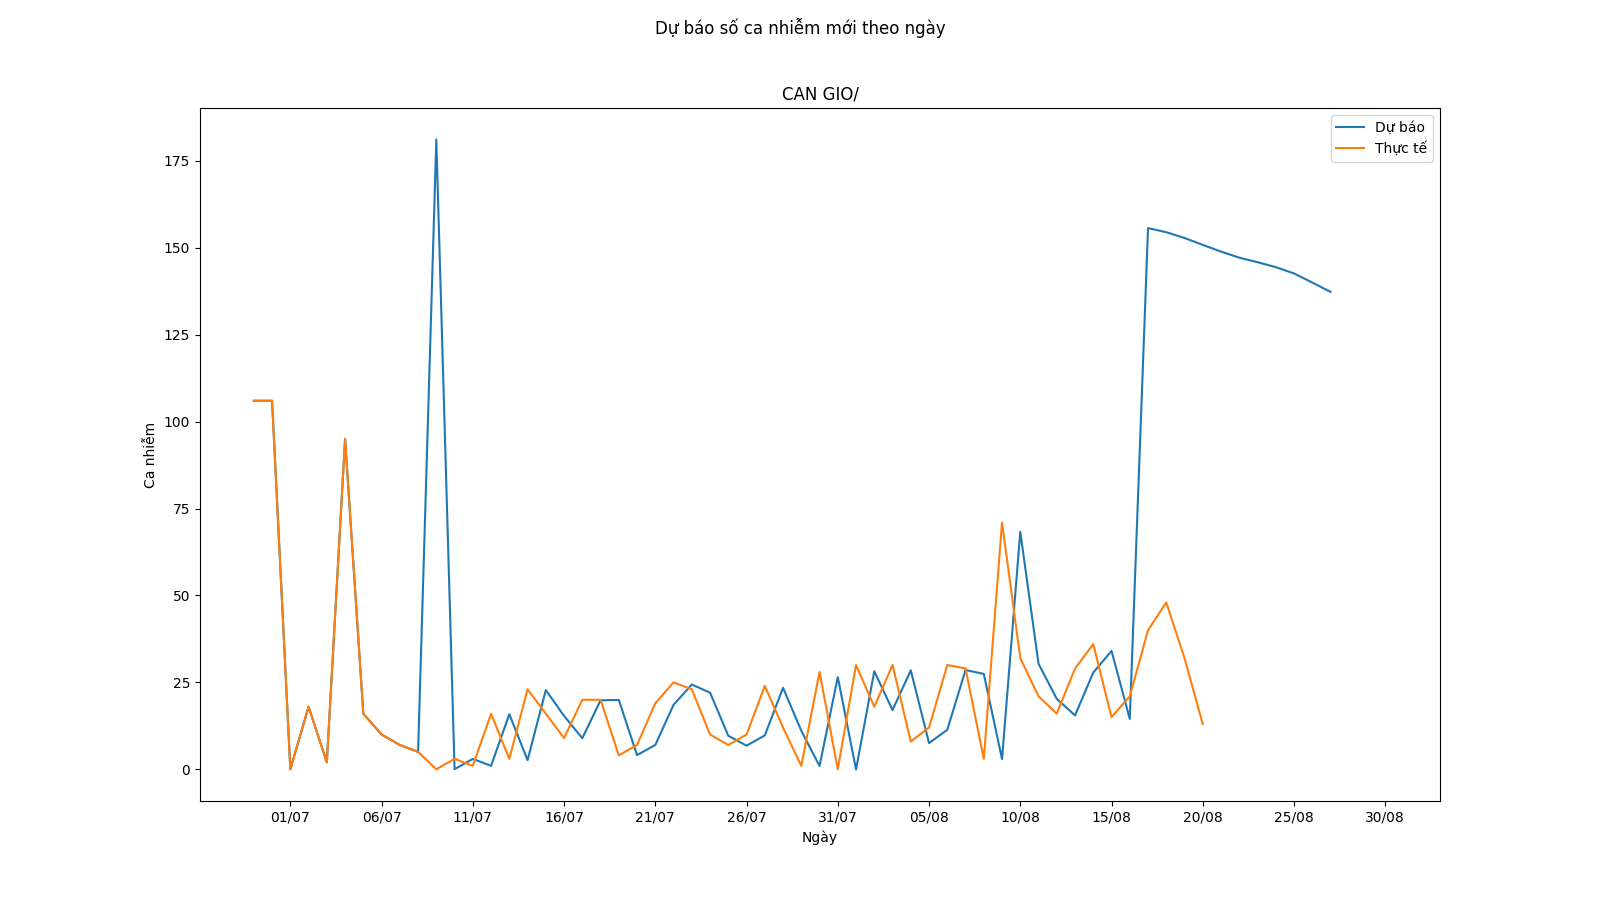 Dự báo số ca nhiễm mới theo ngày
CAN GIO/
Dự báo
Thực tế
175
150
125
100
75
50
25
0
Ca nhiễm
01/07 06/07 11/07 16/07 21/07 26/07 31/07 05/08 10/08 15/08 20/08 25/08 30/08
Ngày